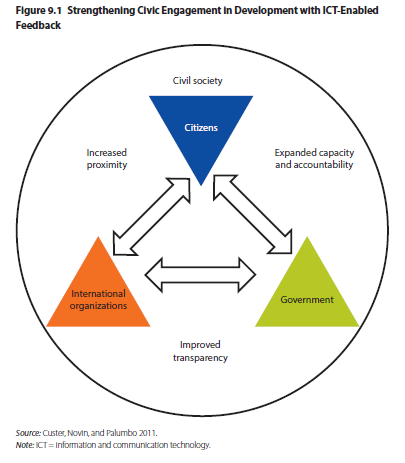 Figure 9.1 Strengthening Civic Engagement in Development with ICT-Enabled
Feedback
Civil society
Citizens
Increased
proximity
Expanded capacity
and accountability
International
organizations
Government
Improved
transparency
Source: Custer, Novin, and Palumbo 2011.
Note: ICT = information and communication technology.